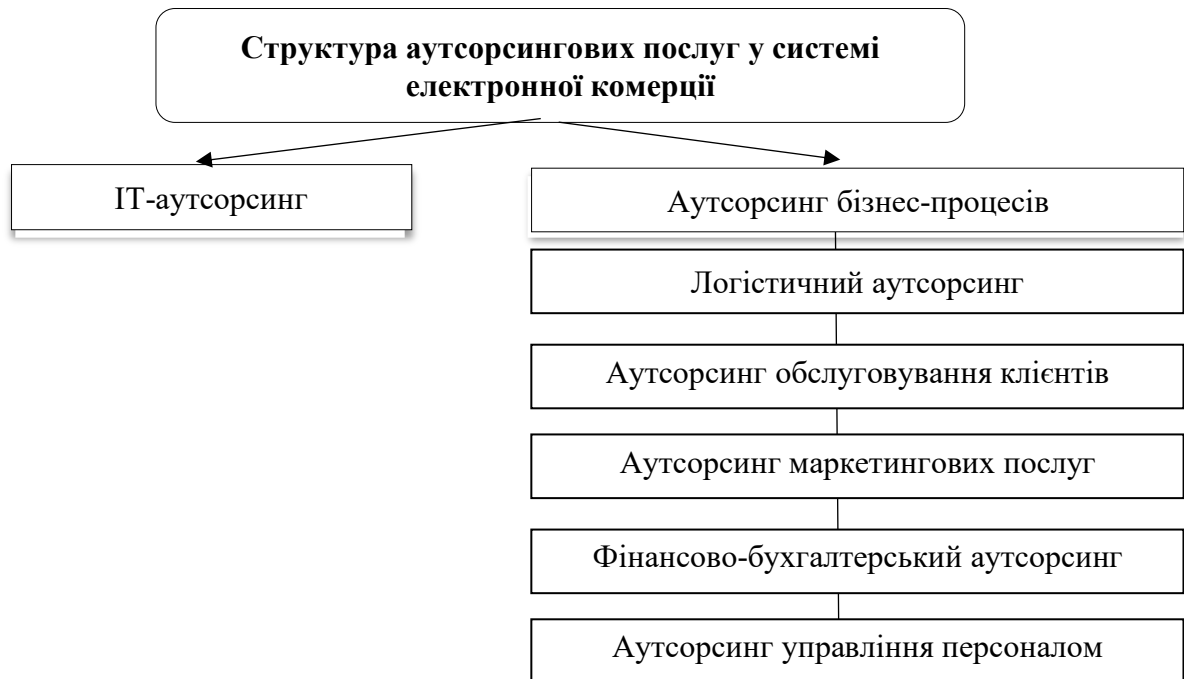 Структура аутсорсингових послуг у системі
електронної комерції
ІТ-аутсорсинг
Аутсорсинг бізнес-процесів
Логістичний аутсорсинг
Аутсорсинг обслуговування клієнтів
Аутсорсинг маркетингових послуг
Фінансово-бухгалтерський аутсорсинг
Аутсорсинг управління персоналом